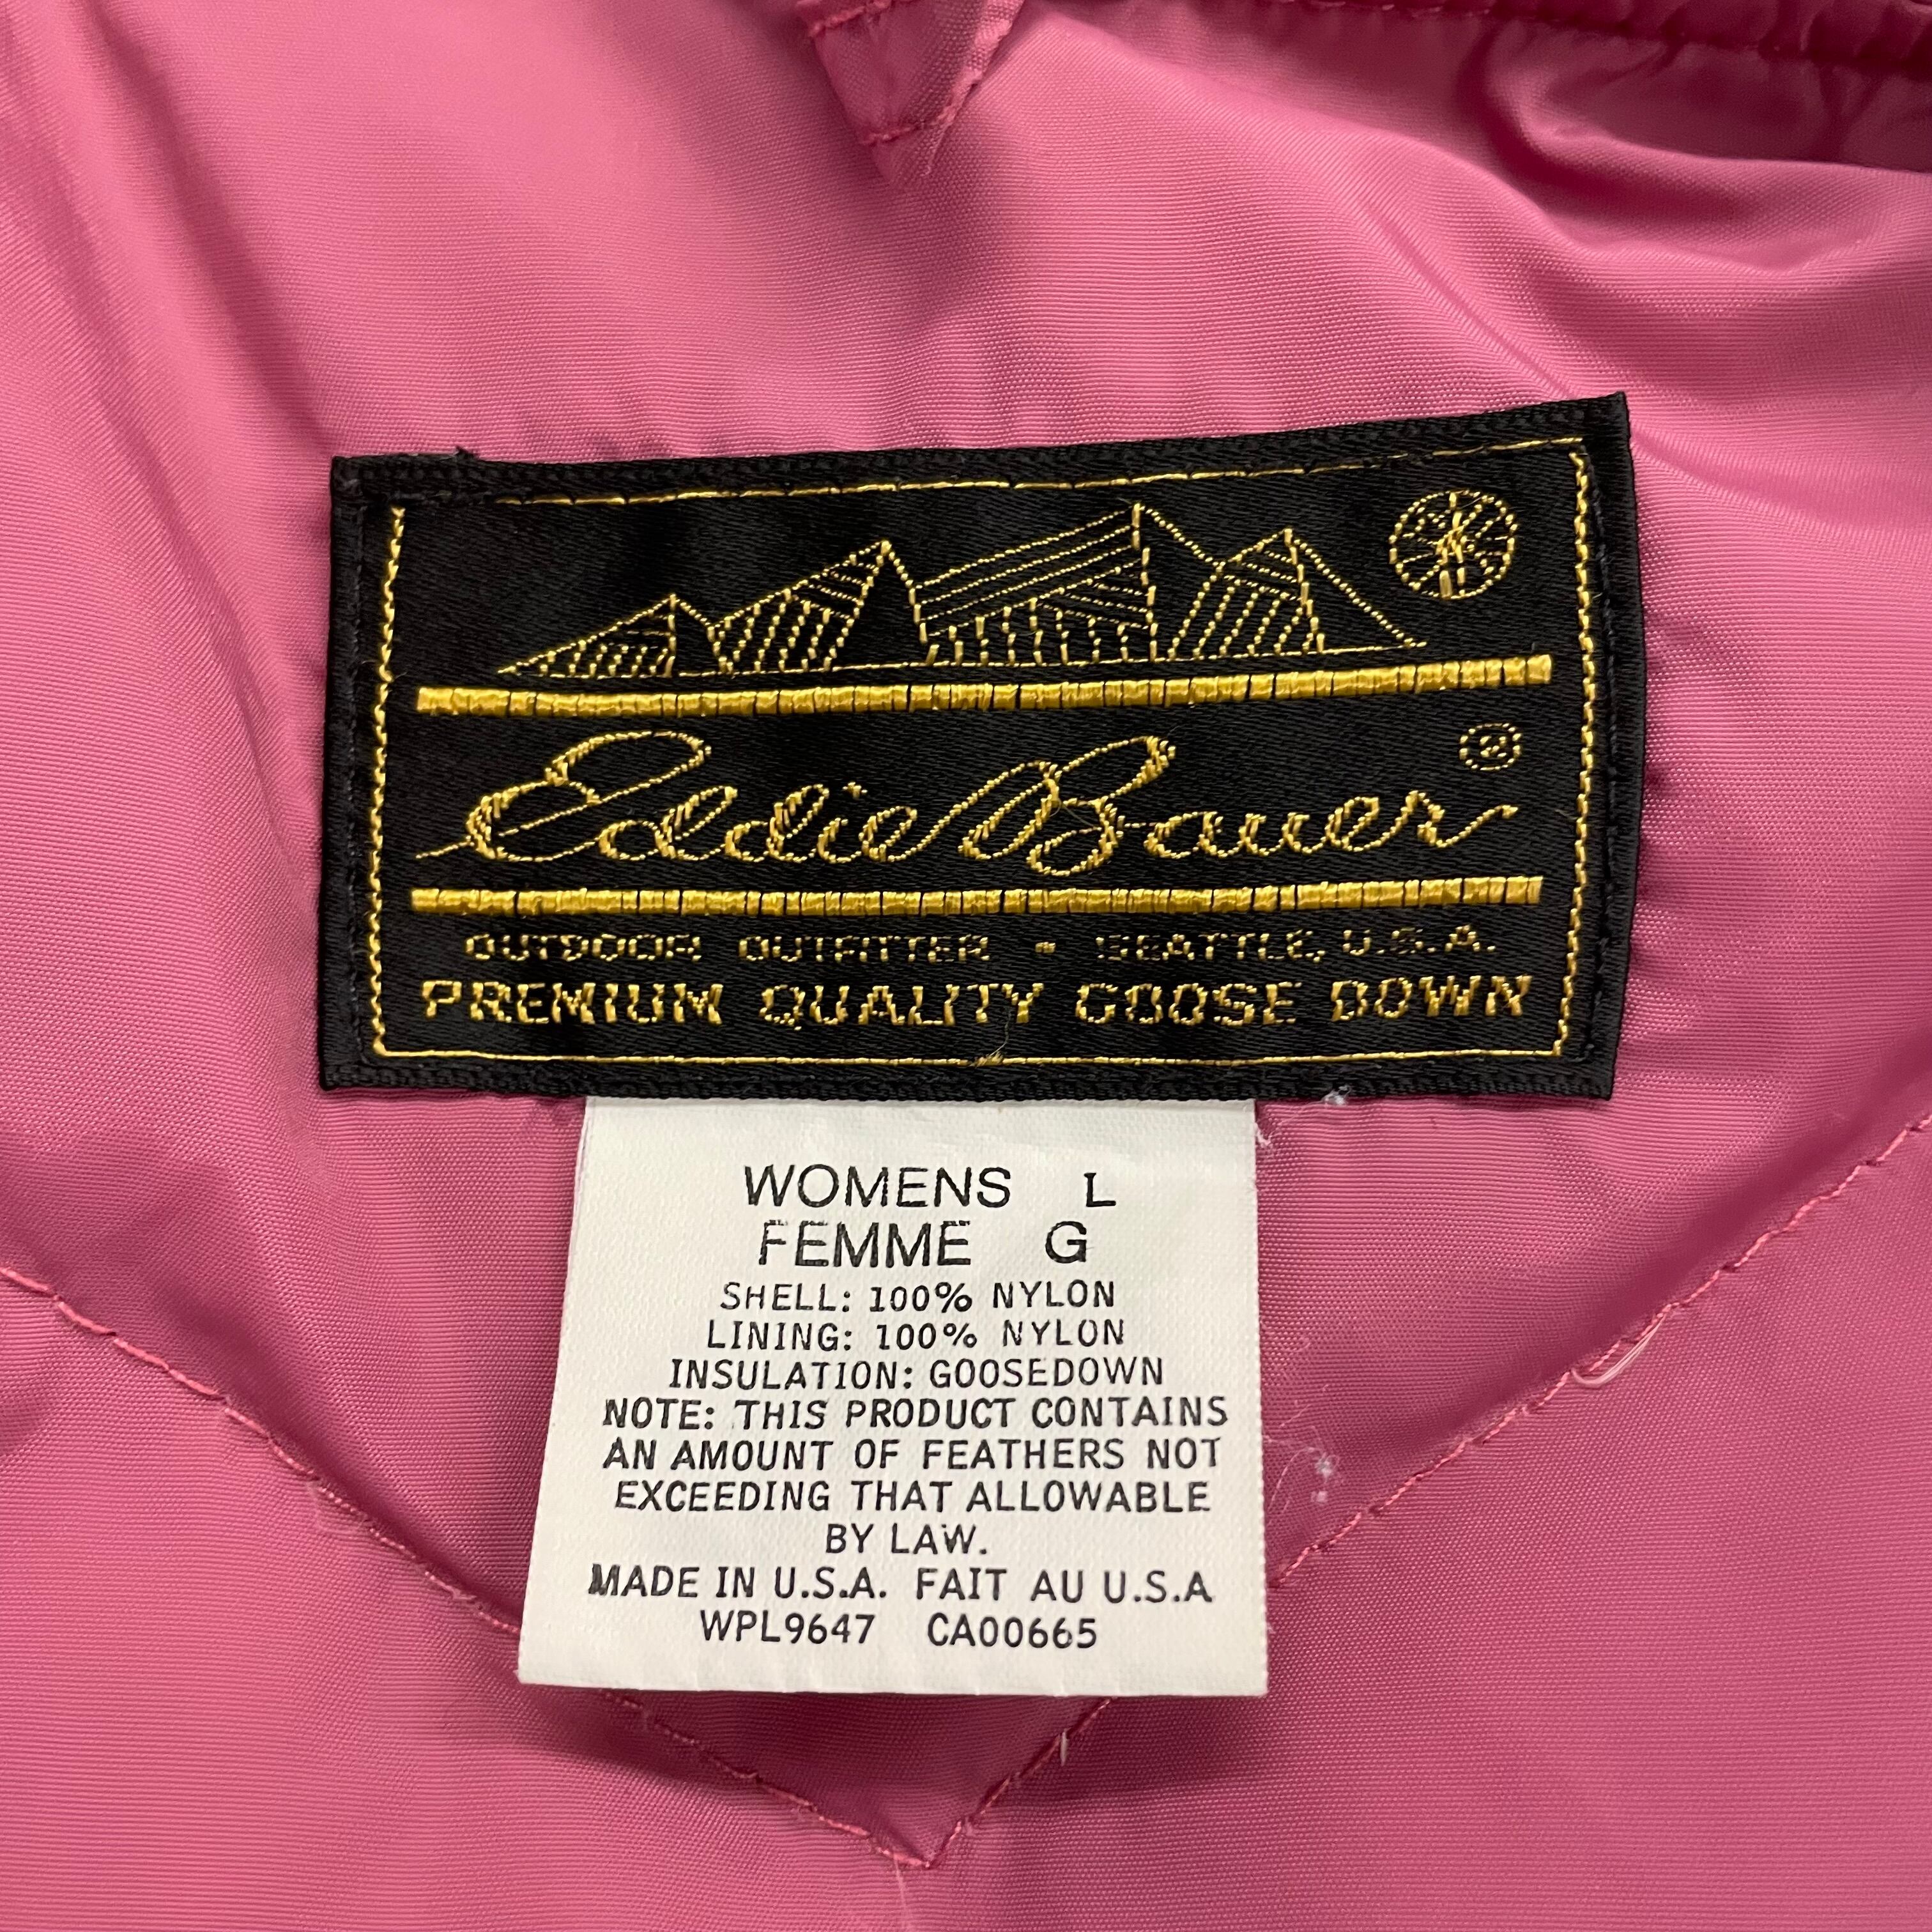 Eddie Bauer ®
OUTDOOR OUTFITTER - SEATTLE, U.S.A.
PREMIUM QUALITY GOOSE DOWN
WOMENS L
FEMME G
SHELL: 100% NYLON
LINING: 100% NYLON
INSULATION: GOOSEDOWN
NOTE: THIS PRODUCT CONTAINS
AN AMOUNT OF FEATHERS NOT
EXCEEDING THAT ALLOWABLE
BY LAW.
MADE IN U.S.A. FAIT AU U.S.A
WPL9647 CA00665